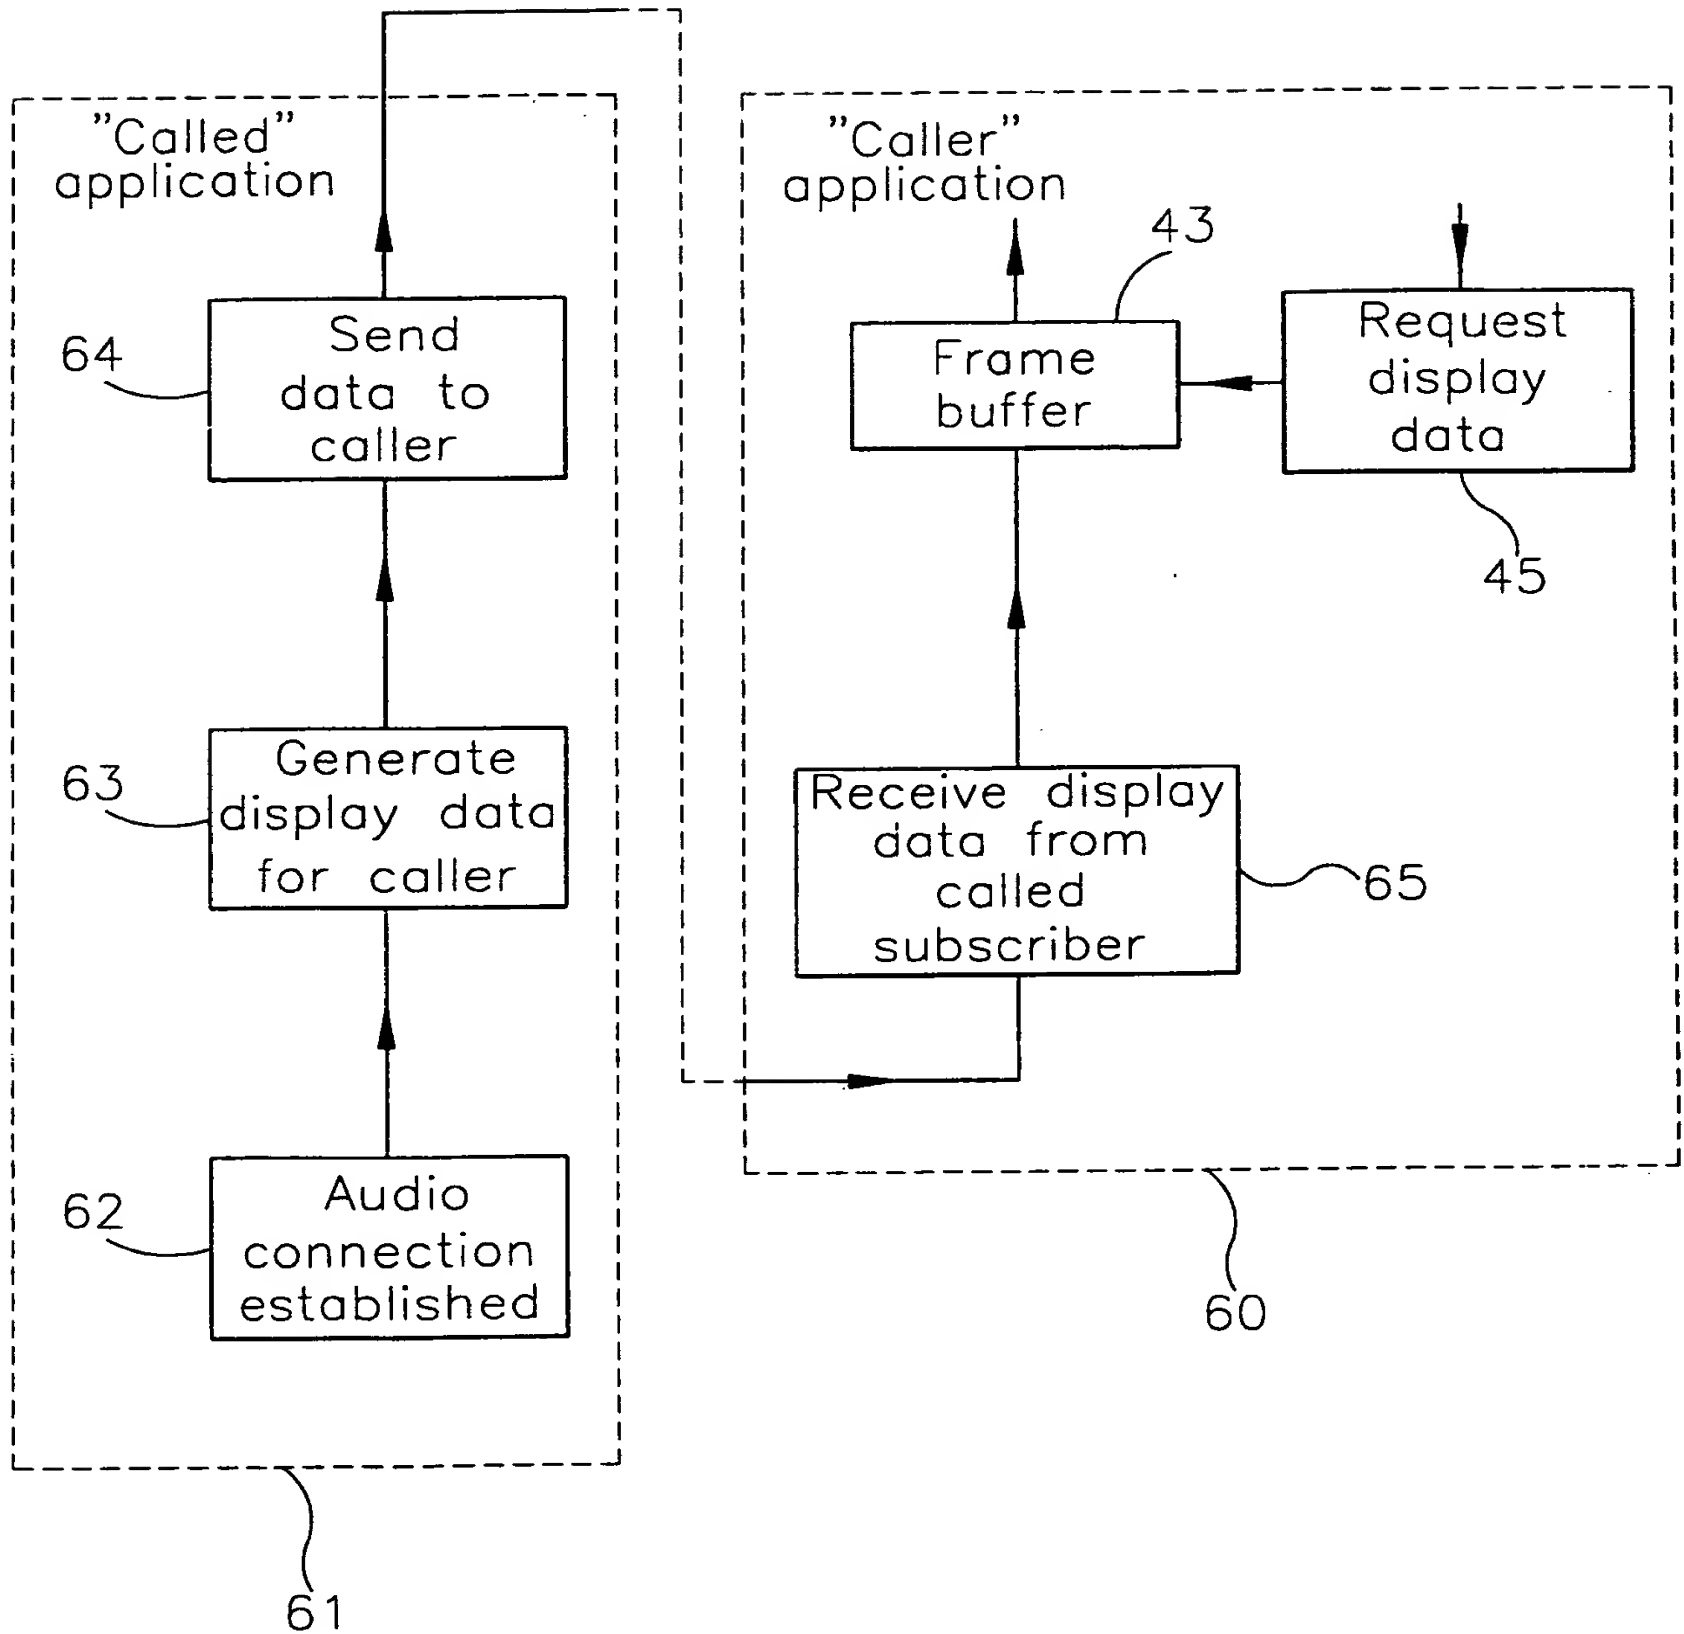 "Called"
application
64
Send
data to
caller
63
Generate
display data
for caller
62
Audio
connection
established
61
"Caller"
application
43
Frame
buffer
Request
display
data
45
Receive display
data from
called
subscriber
65
60